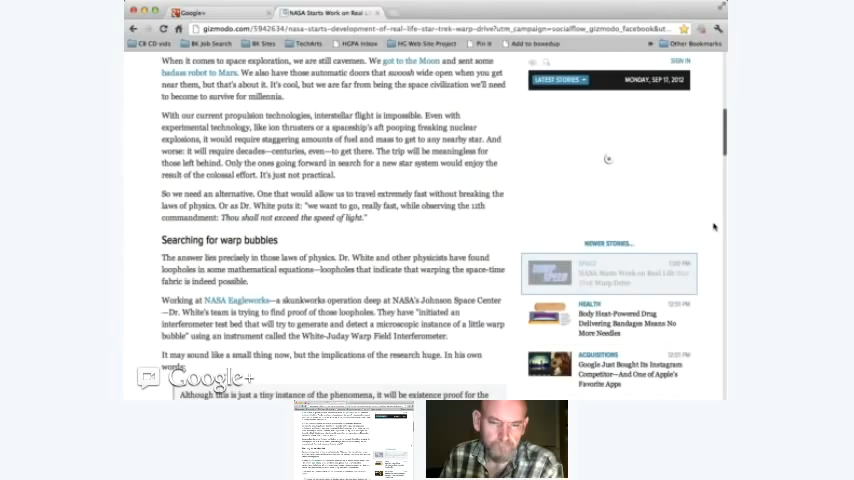 Google+
NASA Starts Work on Real L
gizmodo.com/5942634/nasa-starts-development-of-real-life-star-trek-warp-drive?utm_campaign=socialflow_gizmodo_facebook&ut...
CB CD vids
BK Job Search
BK Sites
TechArts
HGPA Inbox
HG Web Site Project
Pin It
Add to boxedup
Other Bookmarks
When it comes to space exploration, we are still cavemen. We got to the Moon and sent some
badass robot to Mars. We also have those automatic doors that swoosh wide open when you get
near them, but that's about it. It's cool, but we are far from being the space civilization we'll need
to become to survive for millennia.
With our current propulsion technologies, interstellar flight is impossible. Even with
experimental technology, like ion thrusters or a spaceship's aft pooping freaking nuclear
explosions, it would require staggering amounts of fuel and mass to get to any nearby star. And
worse: it will require decades—centuries, even—to get there. The trip will be meaningless for
those left behind. Only the ones going forward in search for a new star system would enjoy the
result of the colossal effort. It's just not practical.
So we need an alternative. One that would allow us to travel extremely fast without breaking the
laws of physics. Or as Dr. White puts it: "we want to go, really fast, while observing the 11th
commandment: Thou shall not exceed the speed of light."
Searching for warp bubbles
The answer lies precisely in those laws of physics. Dr. White and other physicists have found
loopholes in some mathematical equations—loopholes that indicate that warping the space-time
fabric is indeed possible.
Working at NASA Eagleworks—a skunkworks operation deep at NASA's Johnson Space Center
—Dr. White's team is trying to find proof of those loopholes. They have "initiated an
interferometer test bed that will try to generate and detect a microscopic instance of a little warp
bubble" using an instrument called the White-Juday Warp Field Interferometer.
It may sound like a small thing now, but the implications of the research huge. In his own
words:
Although this is just a tiny instance of the phenomena, it will be existence proof for the
Google+
SIGN IN
LATEST STORIES
MONDAY, SEP 17, 2012
NEWER STORIES...
SPACE
1:00 PM
NASA Starts Work on Real Life Star
Trek Warp Drive
HEALTH
12:51 PM
Body Heat-Powered Drug
Delivering Bandages Means No
More Needles
ACQUISITIONS
12:51 PM
Google Just Bought Its Instagram
Competitor—And One of Apple's
Favorite Apps